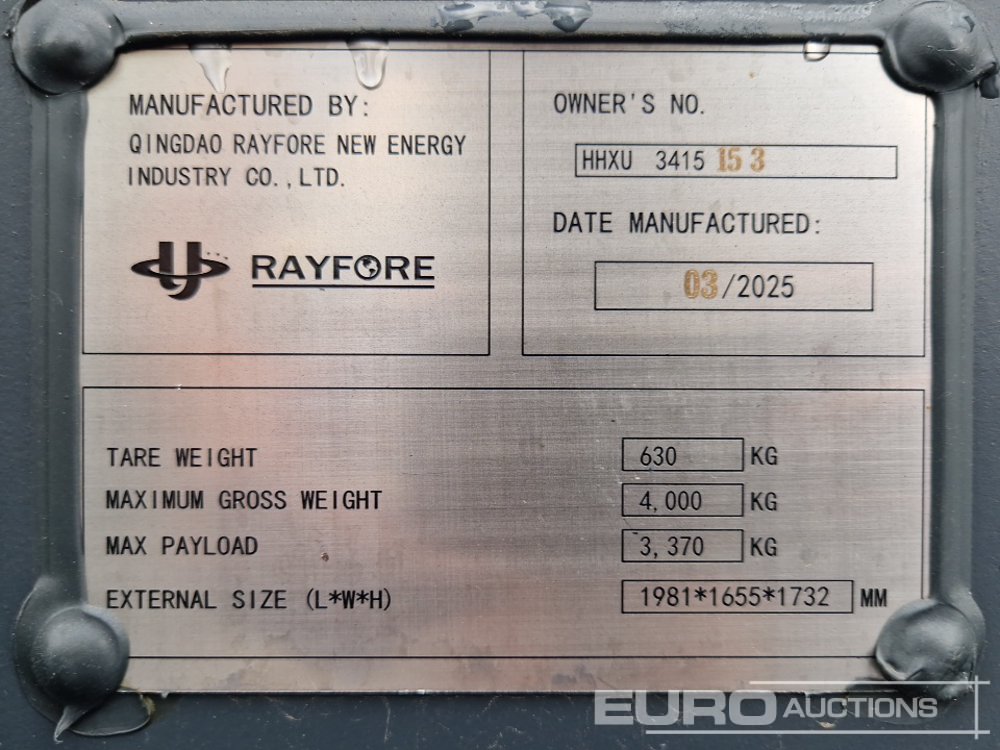 MANUFACTURED BY:
QINGDAO RAYFORE NEW ENERGY
INDUSTRY CO.,LTD.
RAYFORE
OWNER'S NO.
HHXU 3415 15 3
DATE MANUFACTURED:
03/2025
TARE WEIGHT 630 KG
MAXIMUM GROSS WEIGHT 4,000 KG
MAX PAYLOAD 3,370 KG
EXTERNAL SIZE (L*W*H) 1981*1655*1732 MM
EURO AUCTIONS